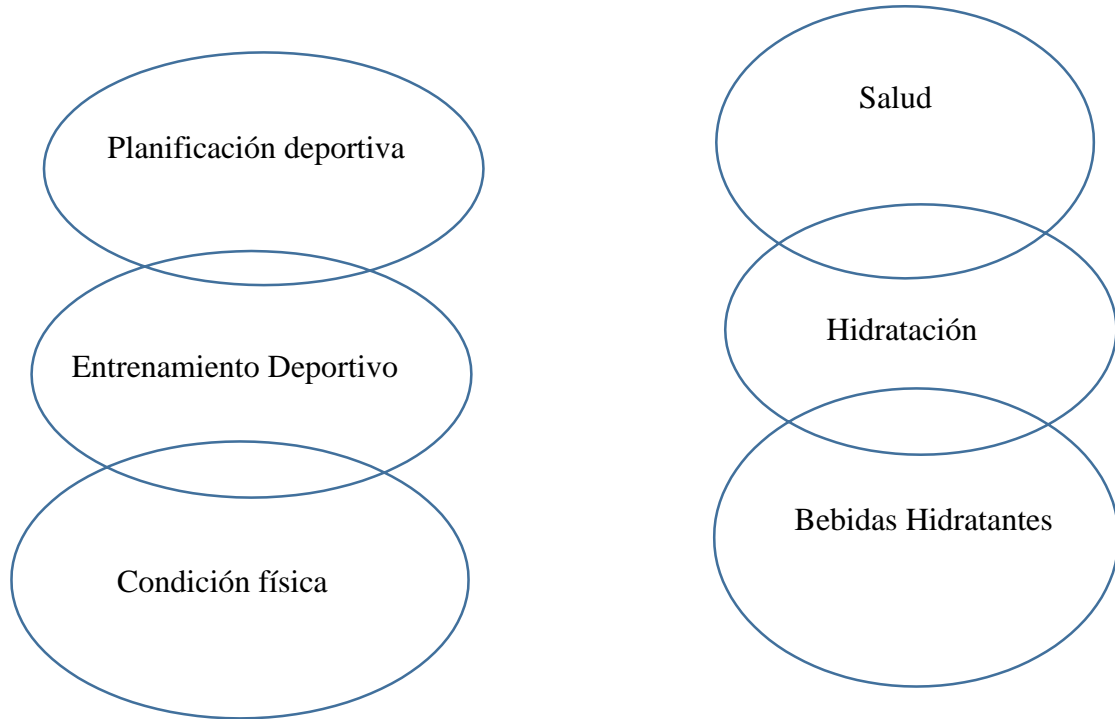 Planificación deportiva
Entrenamiento Deportivo
Condición física
Salud
Hidratación
Bebidas Hidratantes